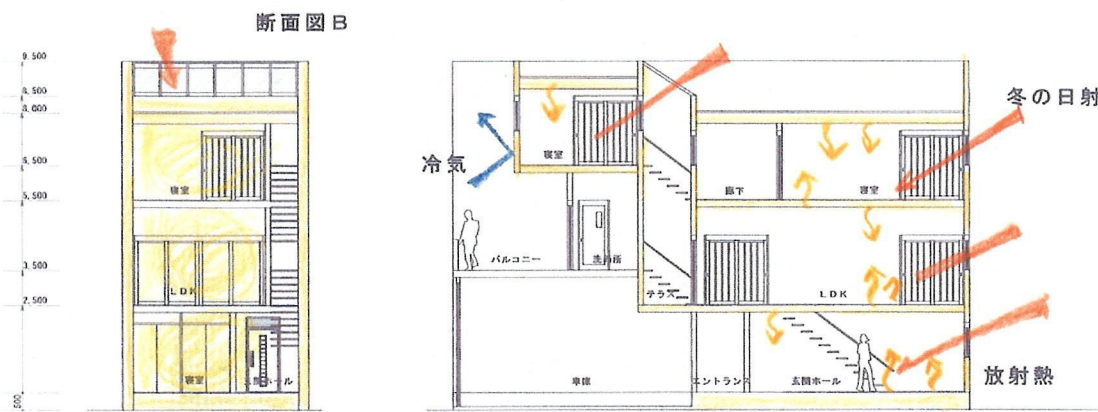 断面図B
9,500
8,500
8,000
6,500
5,500
3,500
2,500
500
寝室
LDK
寝室
玄関ホール
冷気
寝室
バルコニー
洗面所
テラス
廊下
寝室
LDK
車庫
エントランス
玄関ホール
冬の日射
放射熱